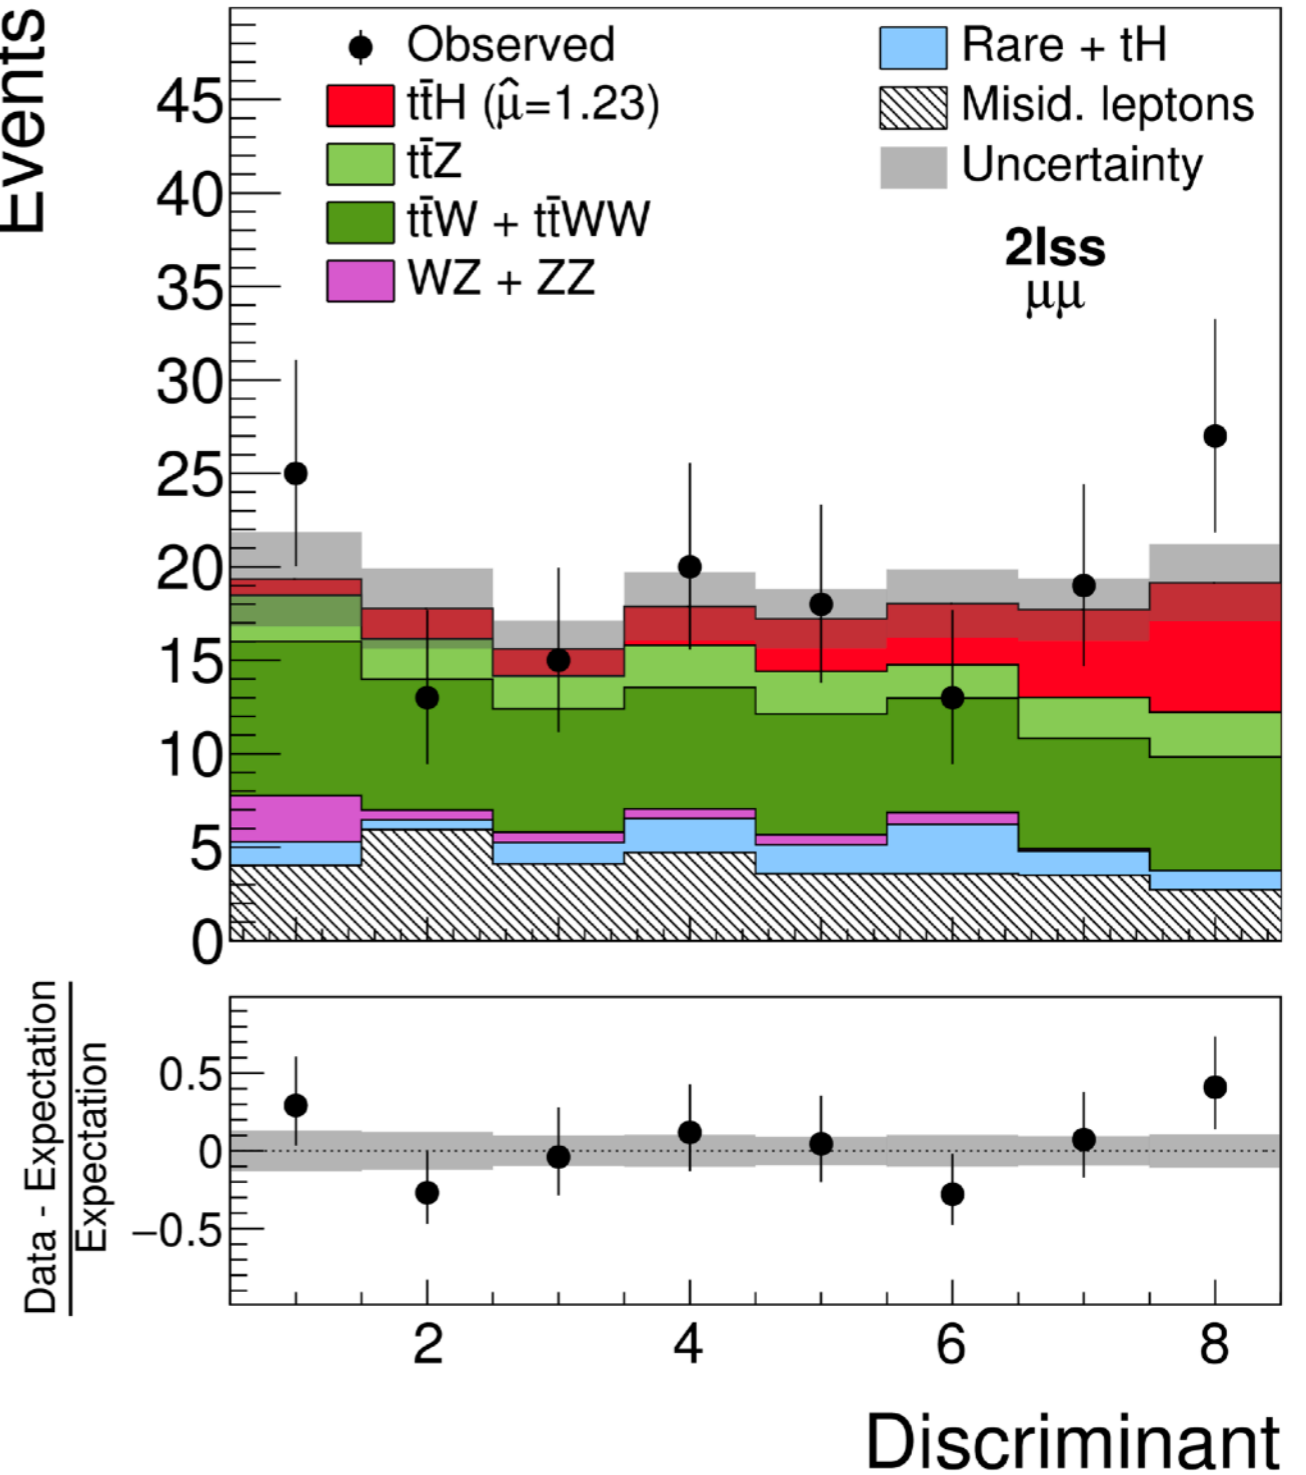 Events
Observed
tt̄H (μ̂=1.23)
tt̄Z
tt̄W + tt̄WW
WZ + ZZ
Rare + tH
Misid. leptons
Uncertainty
2lss
μμ
45
40
35
30
25
20
15
10
5
0
Data - Expectation
Expectation
0.5
0
−0.5
2 4 6 8
Discriminant